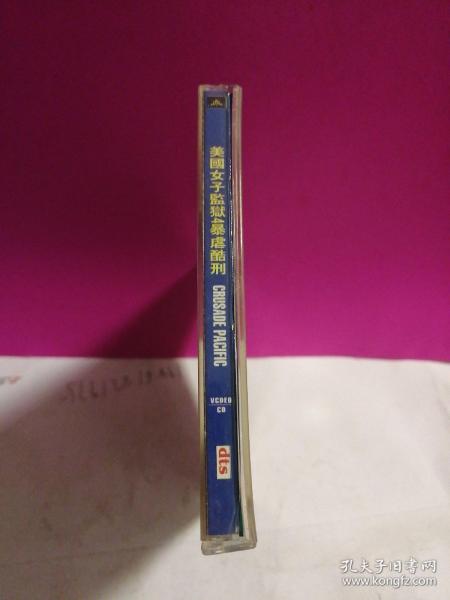 美國女子監獄4暴虐酷刑
CRUSADE PACIFIC
VCDEO
CD
dts
孔夫子旧书网
www.kongfz.com